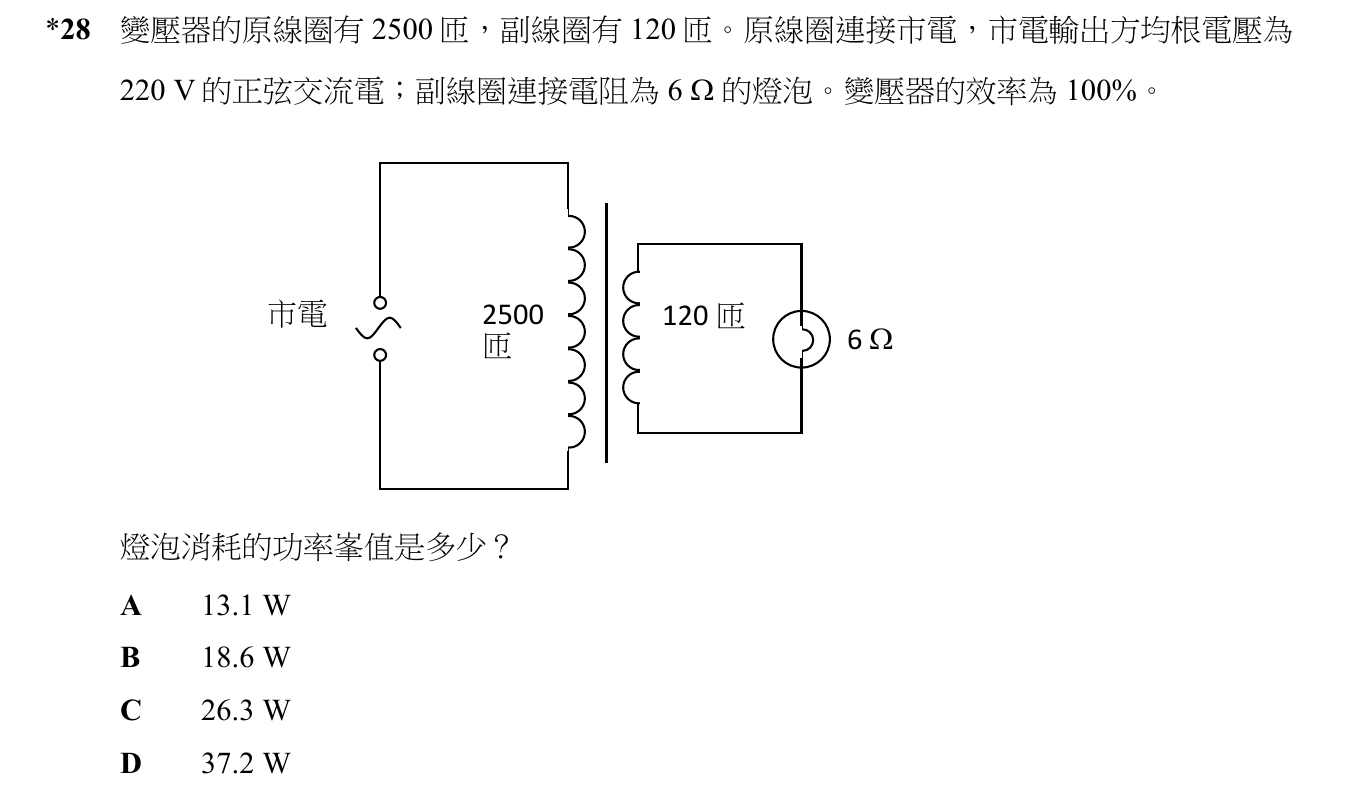 *28 變壓器的原線圈有 2500 匝，副線圈有 120 匝。原線圈連接市電，市電輸出方均根電壓為
220 V 的正弦交流電；副線圈連接電阻為 6 Ω 的燈泡。變壓器的效率為 100%。
市電
2500
匝
120 匝
6 Ω
燈泡消耗的功率峯值是多少？
A 13.1 W
B 18.6 W
C 26.3 W
D 37.2 W